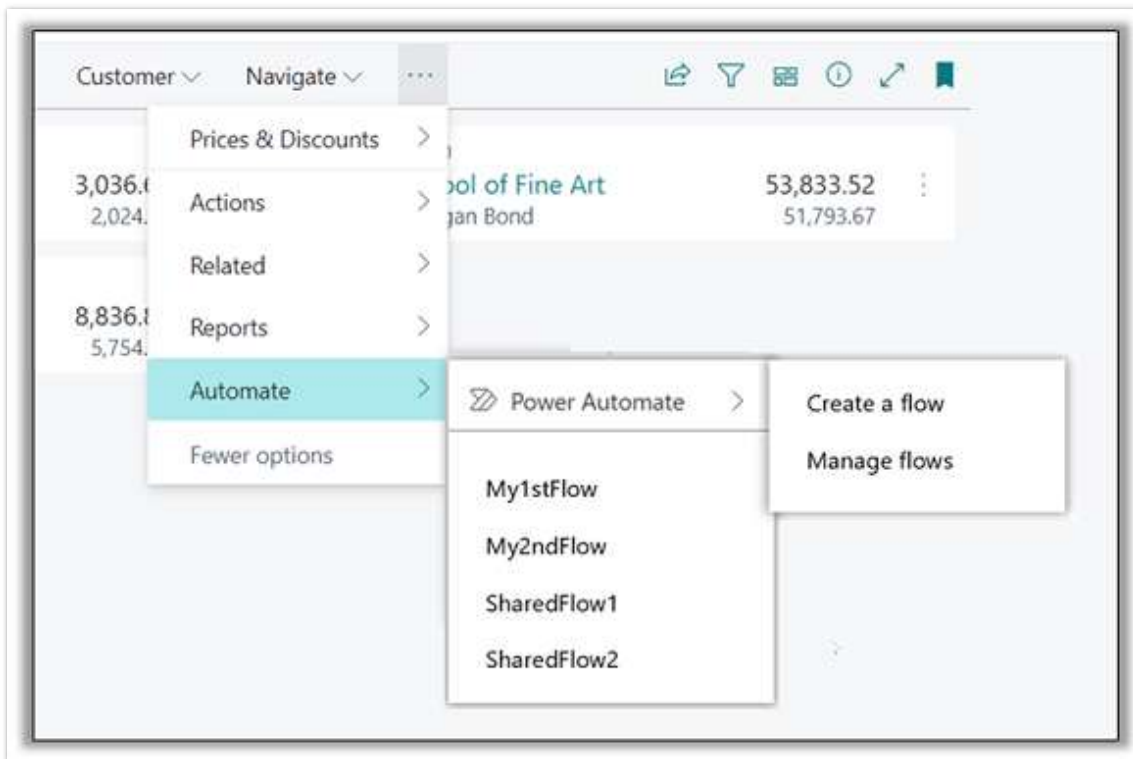 Customer Navigate ...
Prices & Discounts
3,036.6 ool of Fine Art 53,833.52
2,024. gan Bond 51,793.67
Actions
Related
8,836.8
5,754.
Reports
Automate
Power Automate
Create a flow
Manage flows
Fewer options
My1stFlow
My2ndFlow
SharedFlow1
SharedFlow2